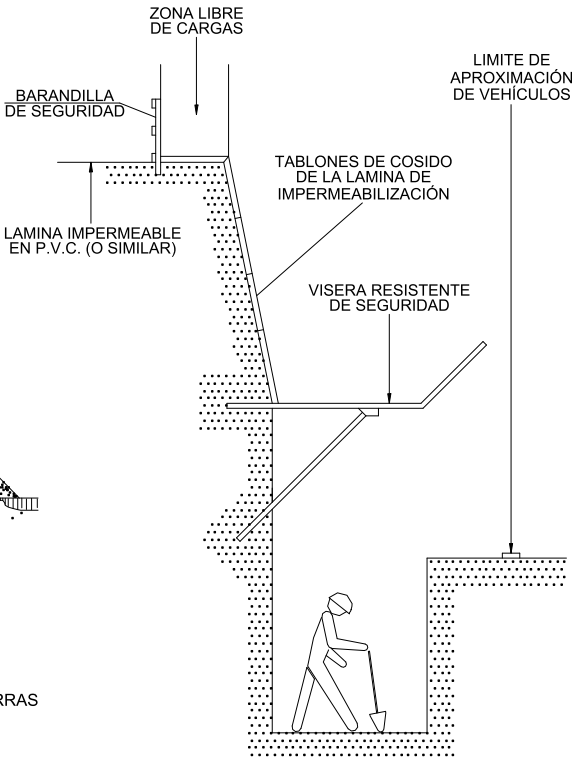 ZONA LIBRE
DE CARGAS
LIMITE DE
APROXIMACIÓN
DE VEHÍCULOS
BARANDILLA
DE SEGURIDAD
TABLONES DE COSIDO
DE LA LAMINA DE
IMPERMEABILIZACIÓN
LAMINA IMPERMEABLE
EN P.V.C. (O SIMILAR)
VISERA RESISTENTE
DE SEGURIDAD
RRAS